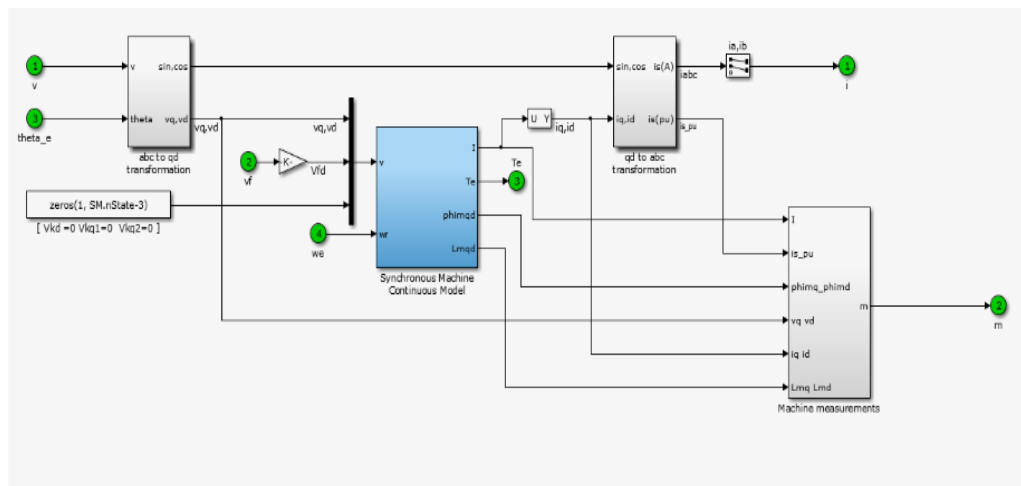 1
v
3
theta_e
v
theta
sin,cos
vq,vd
abc to qd
transformation
vq,vd
zeros(1, SM.nState-3)
[ Vkd =0 Vkq1=0 Vkq2=0 ]
2
vf
K-
Vfd
vq,vd
4
we
v
wr
I
Te
phimqd
Lmqd
Synchronous Machine
Continuous Model
Te
3
U Y
iq,id
sin,cos
iq,id
is(A)
is(pu)
qd to abc
transformation
iabc
is_pu
ia,ib
0
1
i
I
is_pu
phimq_phimd
vq vd
iq id
Lmq Lmd
m
Machine measurements
2
m